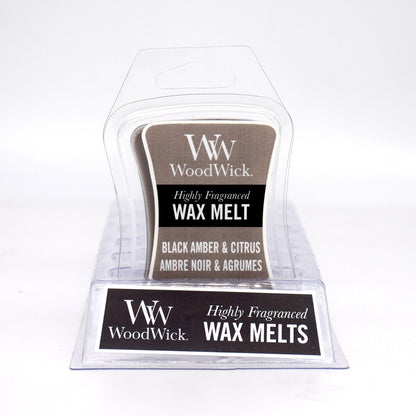 WW
WoodWick.
Highly Fragranced
WAX MELT
BLACK AMBER & CITRUS
AMBRE NOIR & AGRUMES
WW
WoodWick.
Highly Fragranced
WAX MELTS